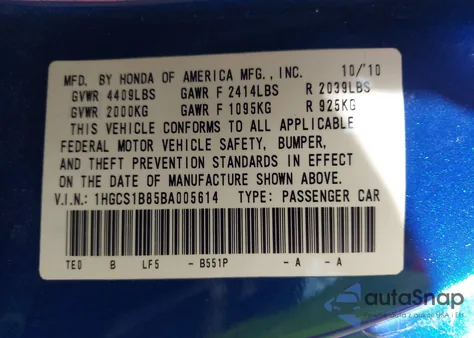 MFD. BY HONDA OF AMERICA MFG., INC. 10/'10
GVWR 4409LBS GAWR F 2414LBS R 2039LBS
GVWR 2000KG GAWR F 1095KG R 925KG
THIS VEHICLE CONFORMS TO ALL APPLICABLE
FEDERAL MOTOR VEHICLE SAFETY, BUMPER,
AND THEFT PREVENTION STANDARDS IN EFFECT
ON THE DATE OF MANUFACTURE SHOWN ABOVE.
V.I.N.: 1HGCS1B85BA005614 TYPE: PASSENGER CAR
TE0 B LF5 - B551P - A - A
autaSnap